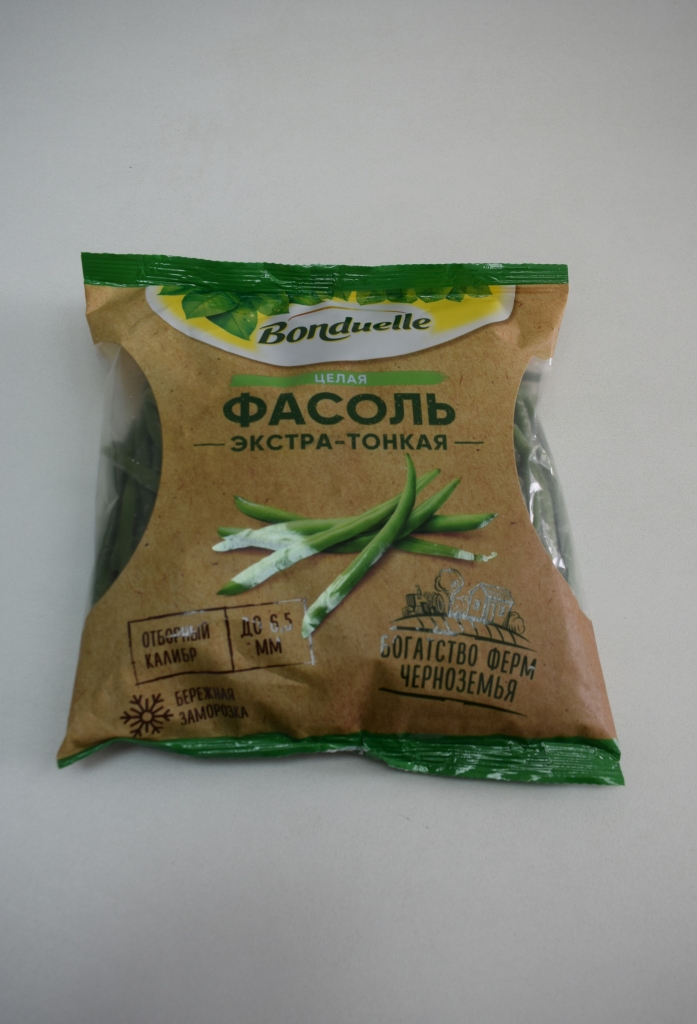 Bonduelle
ЦЕЛАЯ
ФАСОЛЬ
ЭКСТРА-ТОНКАЯ
ОТБОРНЫЙ
КАЛИБР
ДО 6,5
ММ
БОГАТСТВО ФЕРМ
ЧЕРНОЗЕМЬЯ
БЕРЕЖНАЯ
ЗАМОРОЗКА